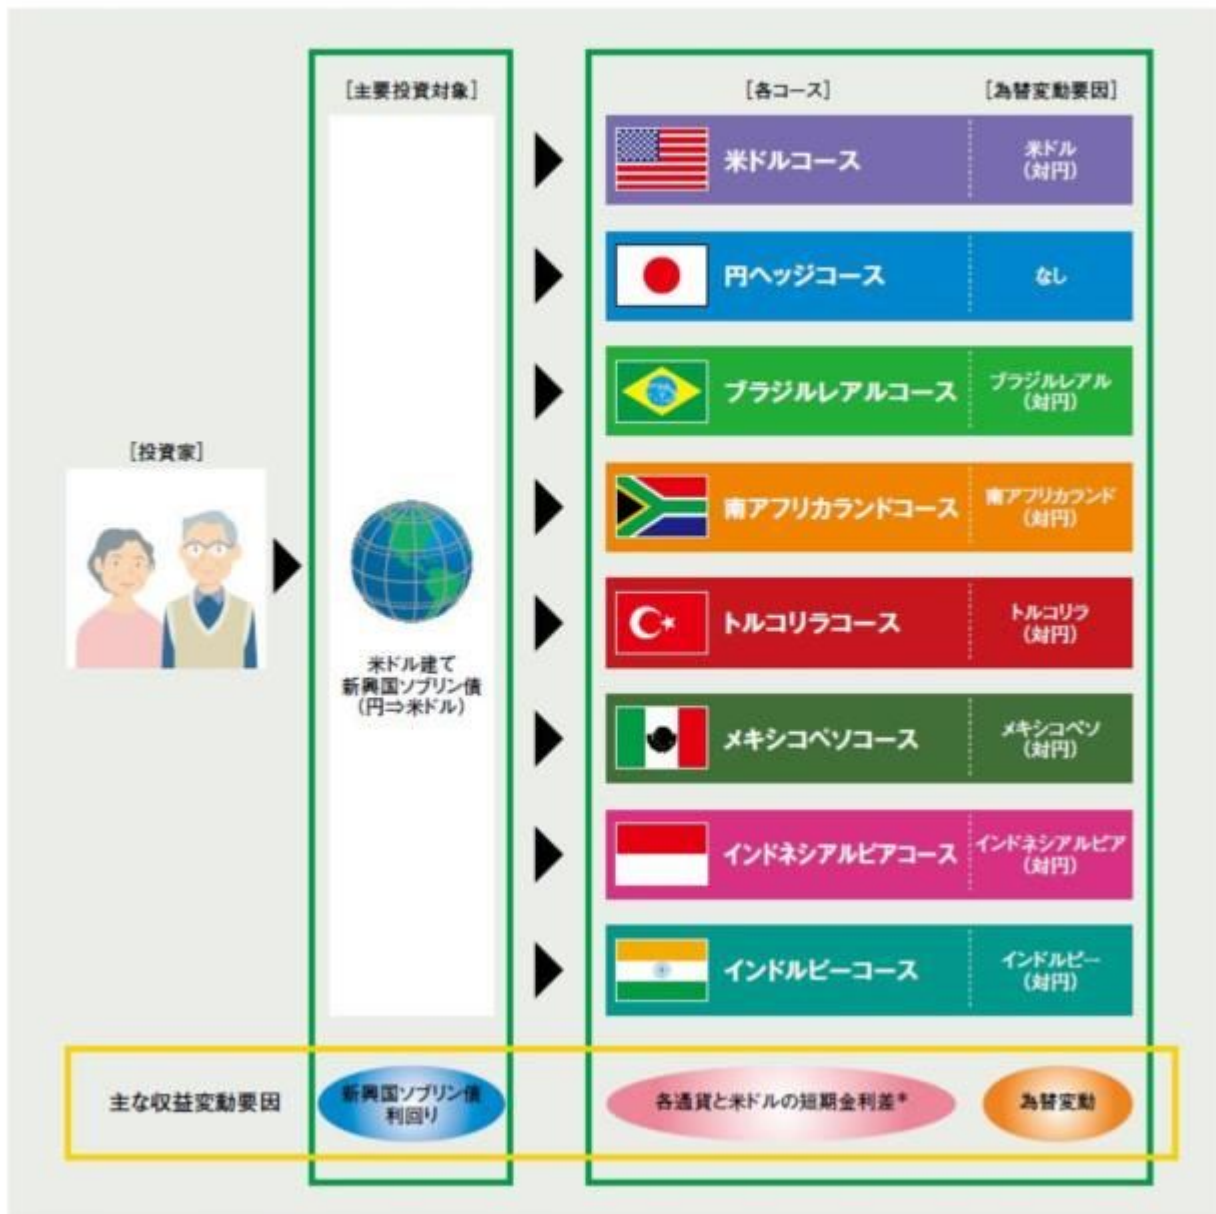 [主要投資対象]
[各コース]
[為替変動要因]
米ドルコース
米ドル
(対円)
円ヘッジコース
なし
ブラジルレアルコース
ブラジルレアル
(対円)
[投資家]
南アフリカランドコース
南アフリカランド
(対円)
トルコリラコース
トルコリラ
(対円)
米ドル建て
新興国ソブリン債
(円⇒米ドル)
メキシコペソコース
メキシコペソ
(対円)
インドネシアルピアコース
インドネシアルピア
(対円)
インドルピーコース
インドルピー
(対円)
主な収益変動要因
新興国ソブリン債
利回り
各通貨と米ドルの短期金利差*
為替変動